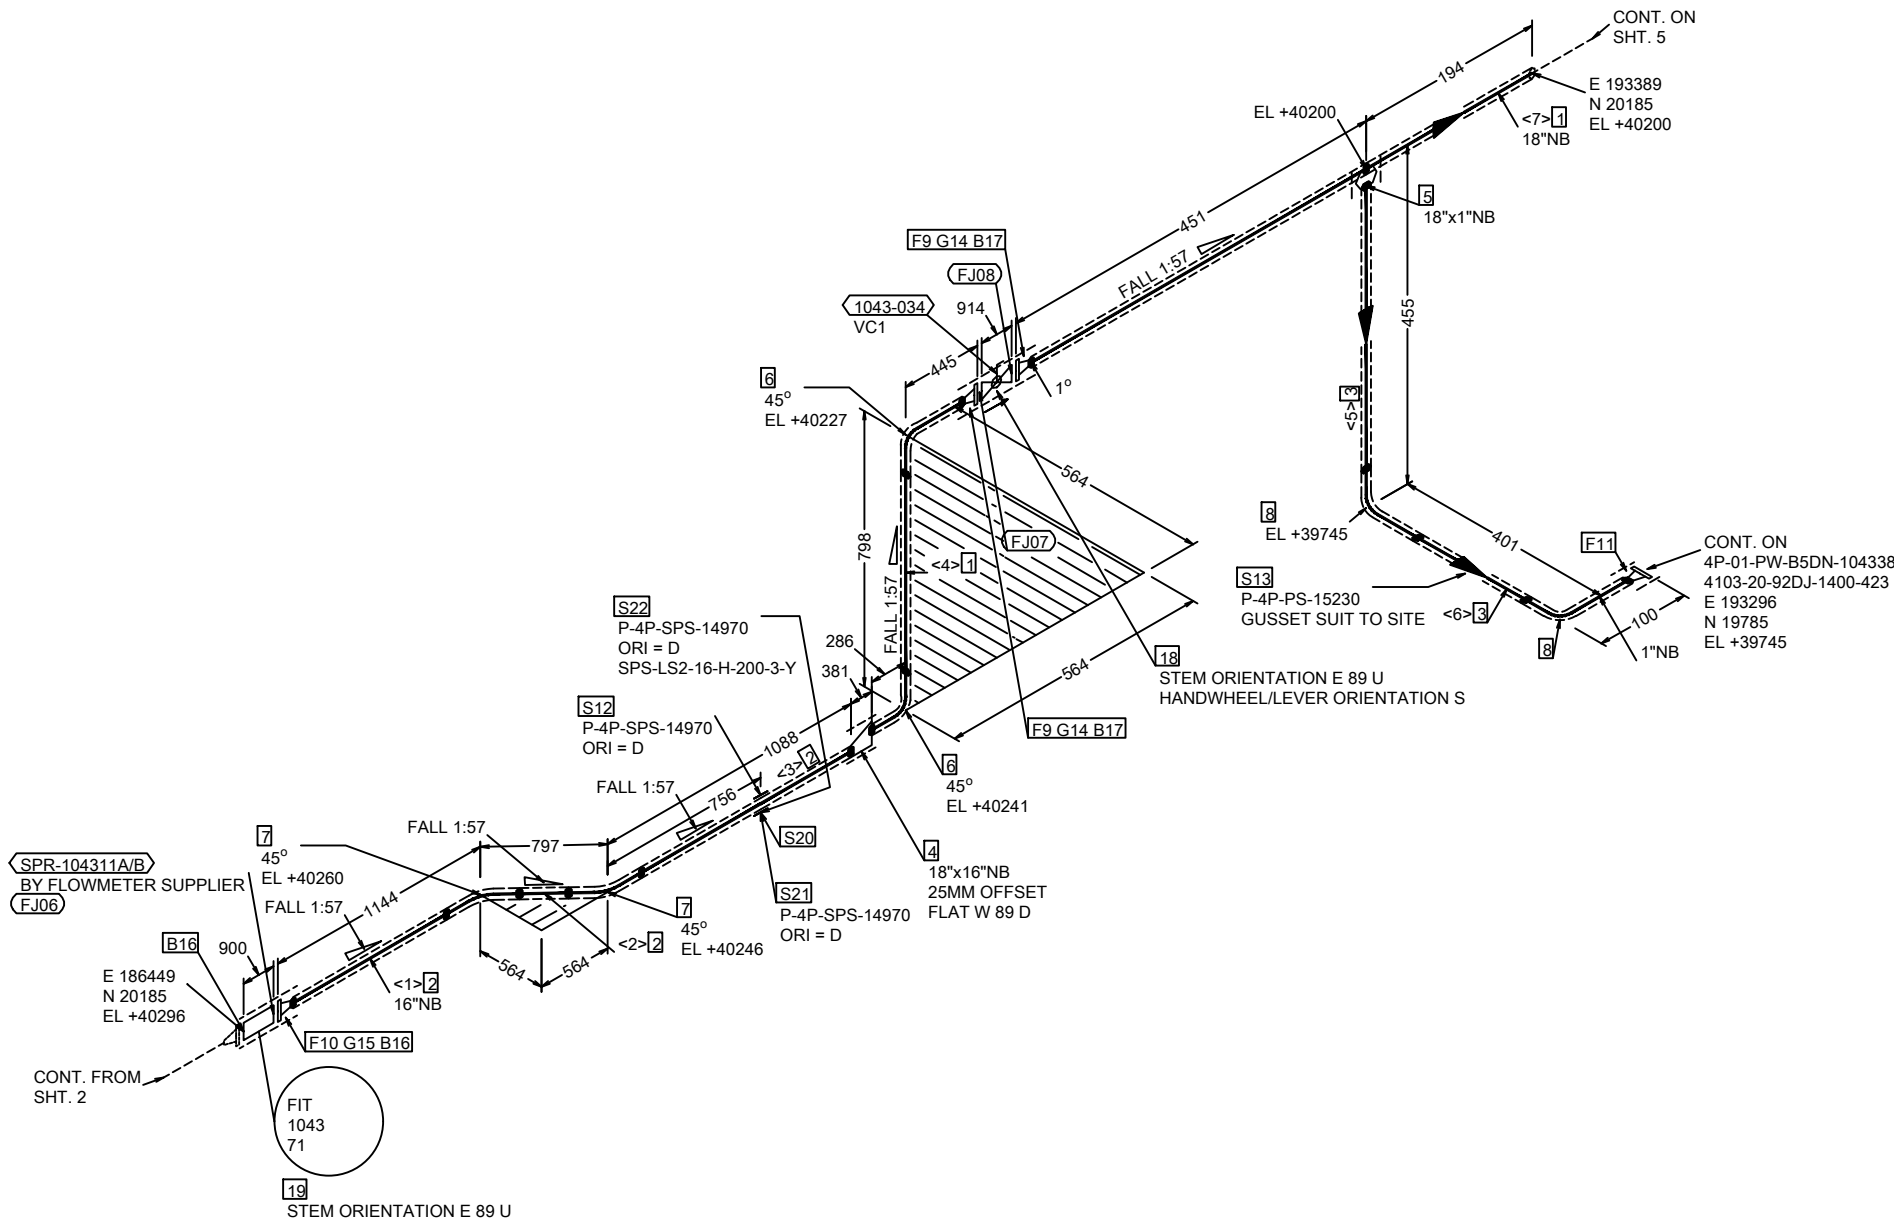 CONT. ON
SHT. 5
194
E 193389
N 20185
EL +40200
EL +40200
<7> 1
18"NB
5
18"x1"NB
451
F9 G14 B17
FALL 1:57
FJ08
1043-034
VC1
914
455
445
1º
6
45º
EL +40227
<5> 3
564
798
FJ07
8
EL +39745
401
F11
CONT. ON
4P-01-PW-B5DN-104338
4103-20-92DJ-1400-423
E 193296
N 19785
EL +39745
<4> 1
S13
P-4P-PS-15230
GUSSET SUIT TO SITE
<6> 3
100
8
1"NB
FALL 1:57
S22
P-4P-SPS-14970
ORI = D
SPS-LS2-16-H-200-3-Y
286
381
564
18
STEM ORIENTATION E 89 U
HANDWHEEL/LEVER ORIENTATION S
F9 G14 B17
S12
P-4P-SPS-14970
ORI = D
1088
<3> 2
6
45º
EL +40241
FALL 1:57
756
S20
4
18"x16"NB
25MM OFFSET
FLAT W 89 D
FALL 1:57
797
7
45º
EL +40260
SPR-104311A/B
BY FLOWMETER SUPPLIER
FJ06
FALL 1:57
1144
S21
P-4P-SPS-14970
ORI = D
7
45º
EL +40246
<2> 2
564
564
B16
900
E 186449
N 20185
EL +40296
<1> 2
16"NB
F10 G15 B16
CONT. FROM
SHT. 2
FIT
1043
71
19
STEM ORIENTATION E 89 U